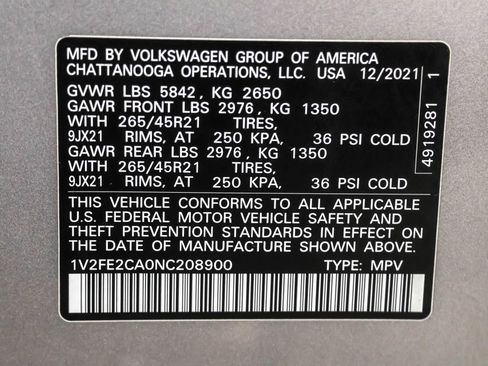 MFD BY VOLKSWAGEN GROUP OF AMERICA
CHATTANOOGA OPERATIONS, LLC. USA 12/2021
GVWR LBS 5842, KG 2650
GAWR FRONT LBS 2976, KG 1350
WITH 265/45R21 TIRES,
9JX21 RIMS, AT 250 KPA, 36 PSI COLD
GAWR REAR LBS 2976, KG 1350
WITH 265/45R21 TIRES,
9JX21 RIMS, AT 250 KPA, 36 PSI COLD
THIS VEHICLE CONFORMS TO ALL APPLICABLE
U.S. FEDERAL MOTOR VEHICLE SAFETY AND
THEFT PREVENTION STANDARDS IN EFFECT ON
THE DATE OF MANUFACTURE SHOWN ABOVE.
1V2FE2CA0NC208900 TYPE: MPV
4919281 1